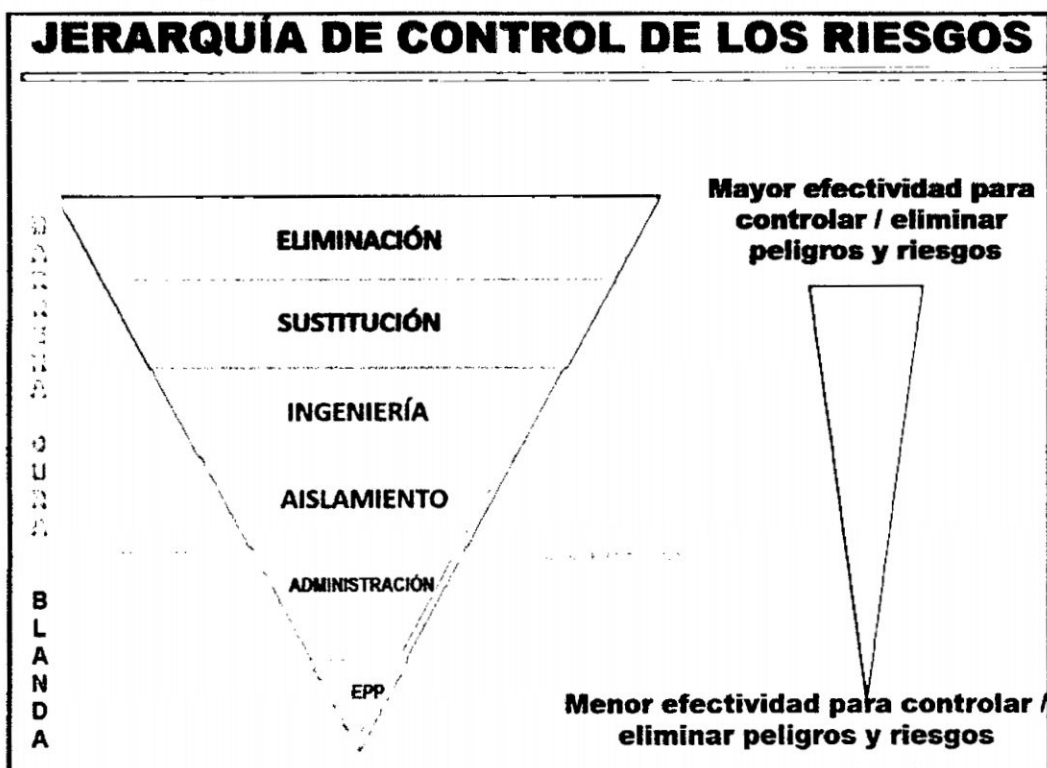 JERARQUÍA DE CONTROL DE LOS RIESGOS
Mayor efectividad para
controlar / eliminar
peligros y riesgos
ELIMINACIÓN
SUSTITUCIÓN
INGENIERÍA
AISLAMIENTO
ADMINISTRACIÓN
EPP
BLANDA
Menor efectividad para controlar /
eliminar peligros y riesgos